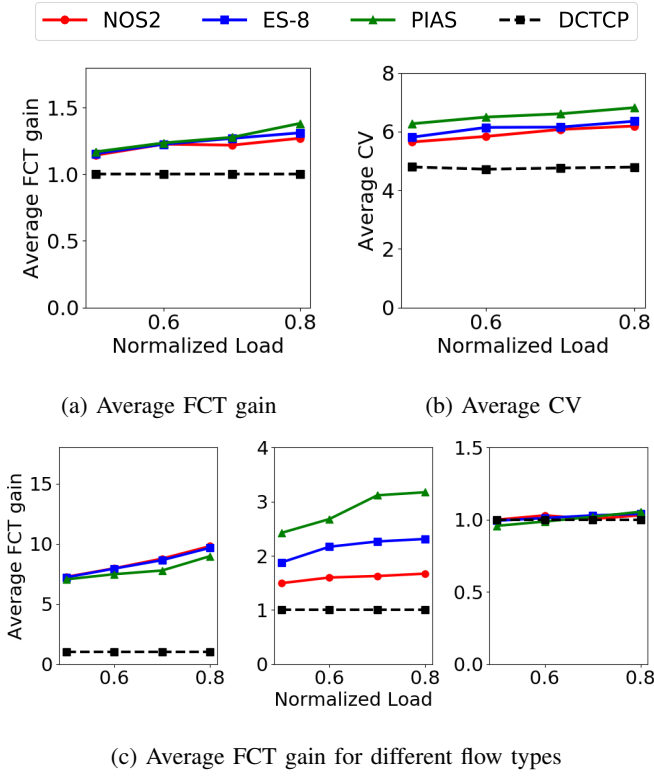 NOS2 ES-8 PIAS DCTCP
Average FCT gain
1.5
1.0
0.5
0.0
0.6 0.8
Normalized Load
(a) Average FCT gain
Average CV
8
6
4
2
0
0.6 0.8
Normalized Load
(b) Average CV
Average FCT gain
15
10
5
0
0.6 0.8
4
3
2
1
0
0.6 0.8
Normalized Load
1.5
1.0
0.5
0.0
0.6 0.8
(c) Average FCT gain for different flow types